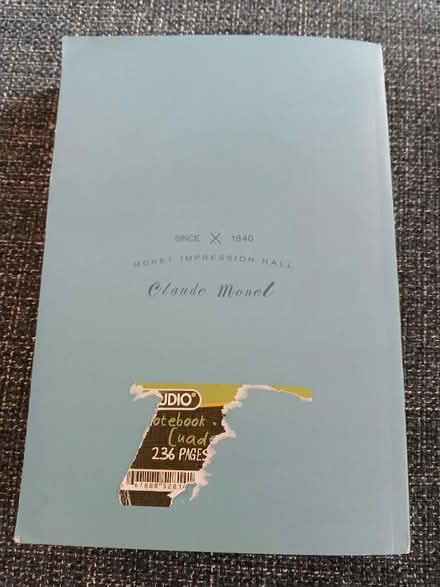 SINCE 1840
MONET IMPRESSION HALL
Claude Monet
UDIO®
otebook.
Cuad
236 PAGES